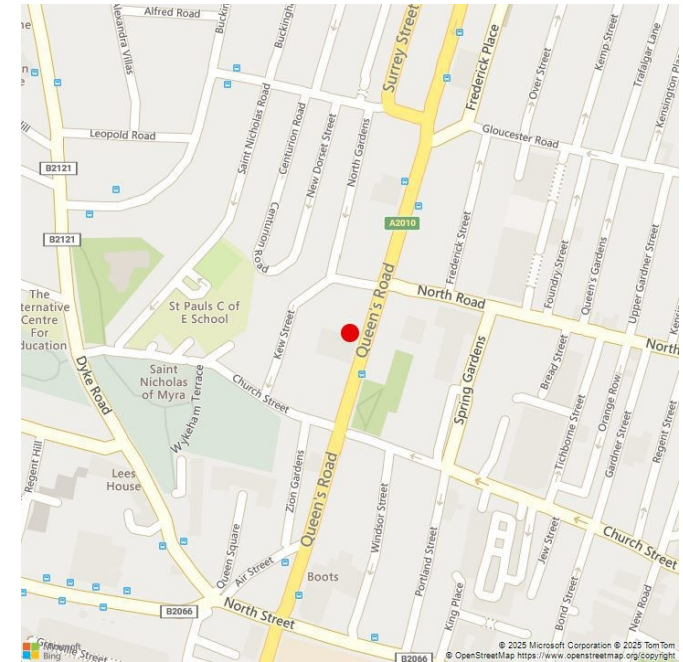 Alfred Road
Alexandra Villas
Surrey Street
Frederick Place
Over Street
Kemp Street
Trafalgar Lane
Kensington Place
Leopold Road
Saint Nicholas Road
Centurion Road
New Dorset Street
North Gardens
Gloucester Road
B2121
B2121
A2010
Centurion
Road
Frederick Street
Foundry Street
Queen's Gardens
Upper Gardner Street
The
ternative
Centre
For
ducation
St Pauls C of
E School
North Road
North
Queen's Road
Kew Street
Spring Gardens
Bread Street
Saint
Nicholas
of Myra
Wykeham Terrace
Church Street
Dyke Road
Orange Row
Tichborne Street
Gardner Street
Regent Street
Regent Hill
Lees
House
Zion Gardens
Queen's Road
Windsor Street
Portland Street
Church Street
Jew Street
Queen Square
Air Street
Boots
King Place
Bond Street
New Road
B2066
North Street
B2066
Microsoft
Bing
© 2025 Microsoft Corporation © 2025 TomTom
© OpenStreetMap https://www.openstreetmap.org/copyright